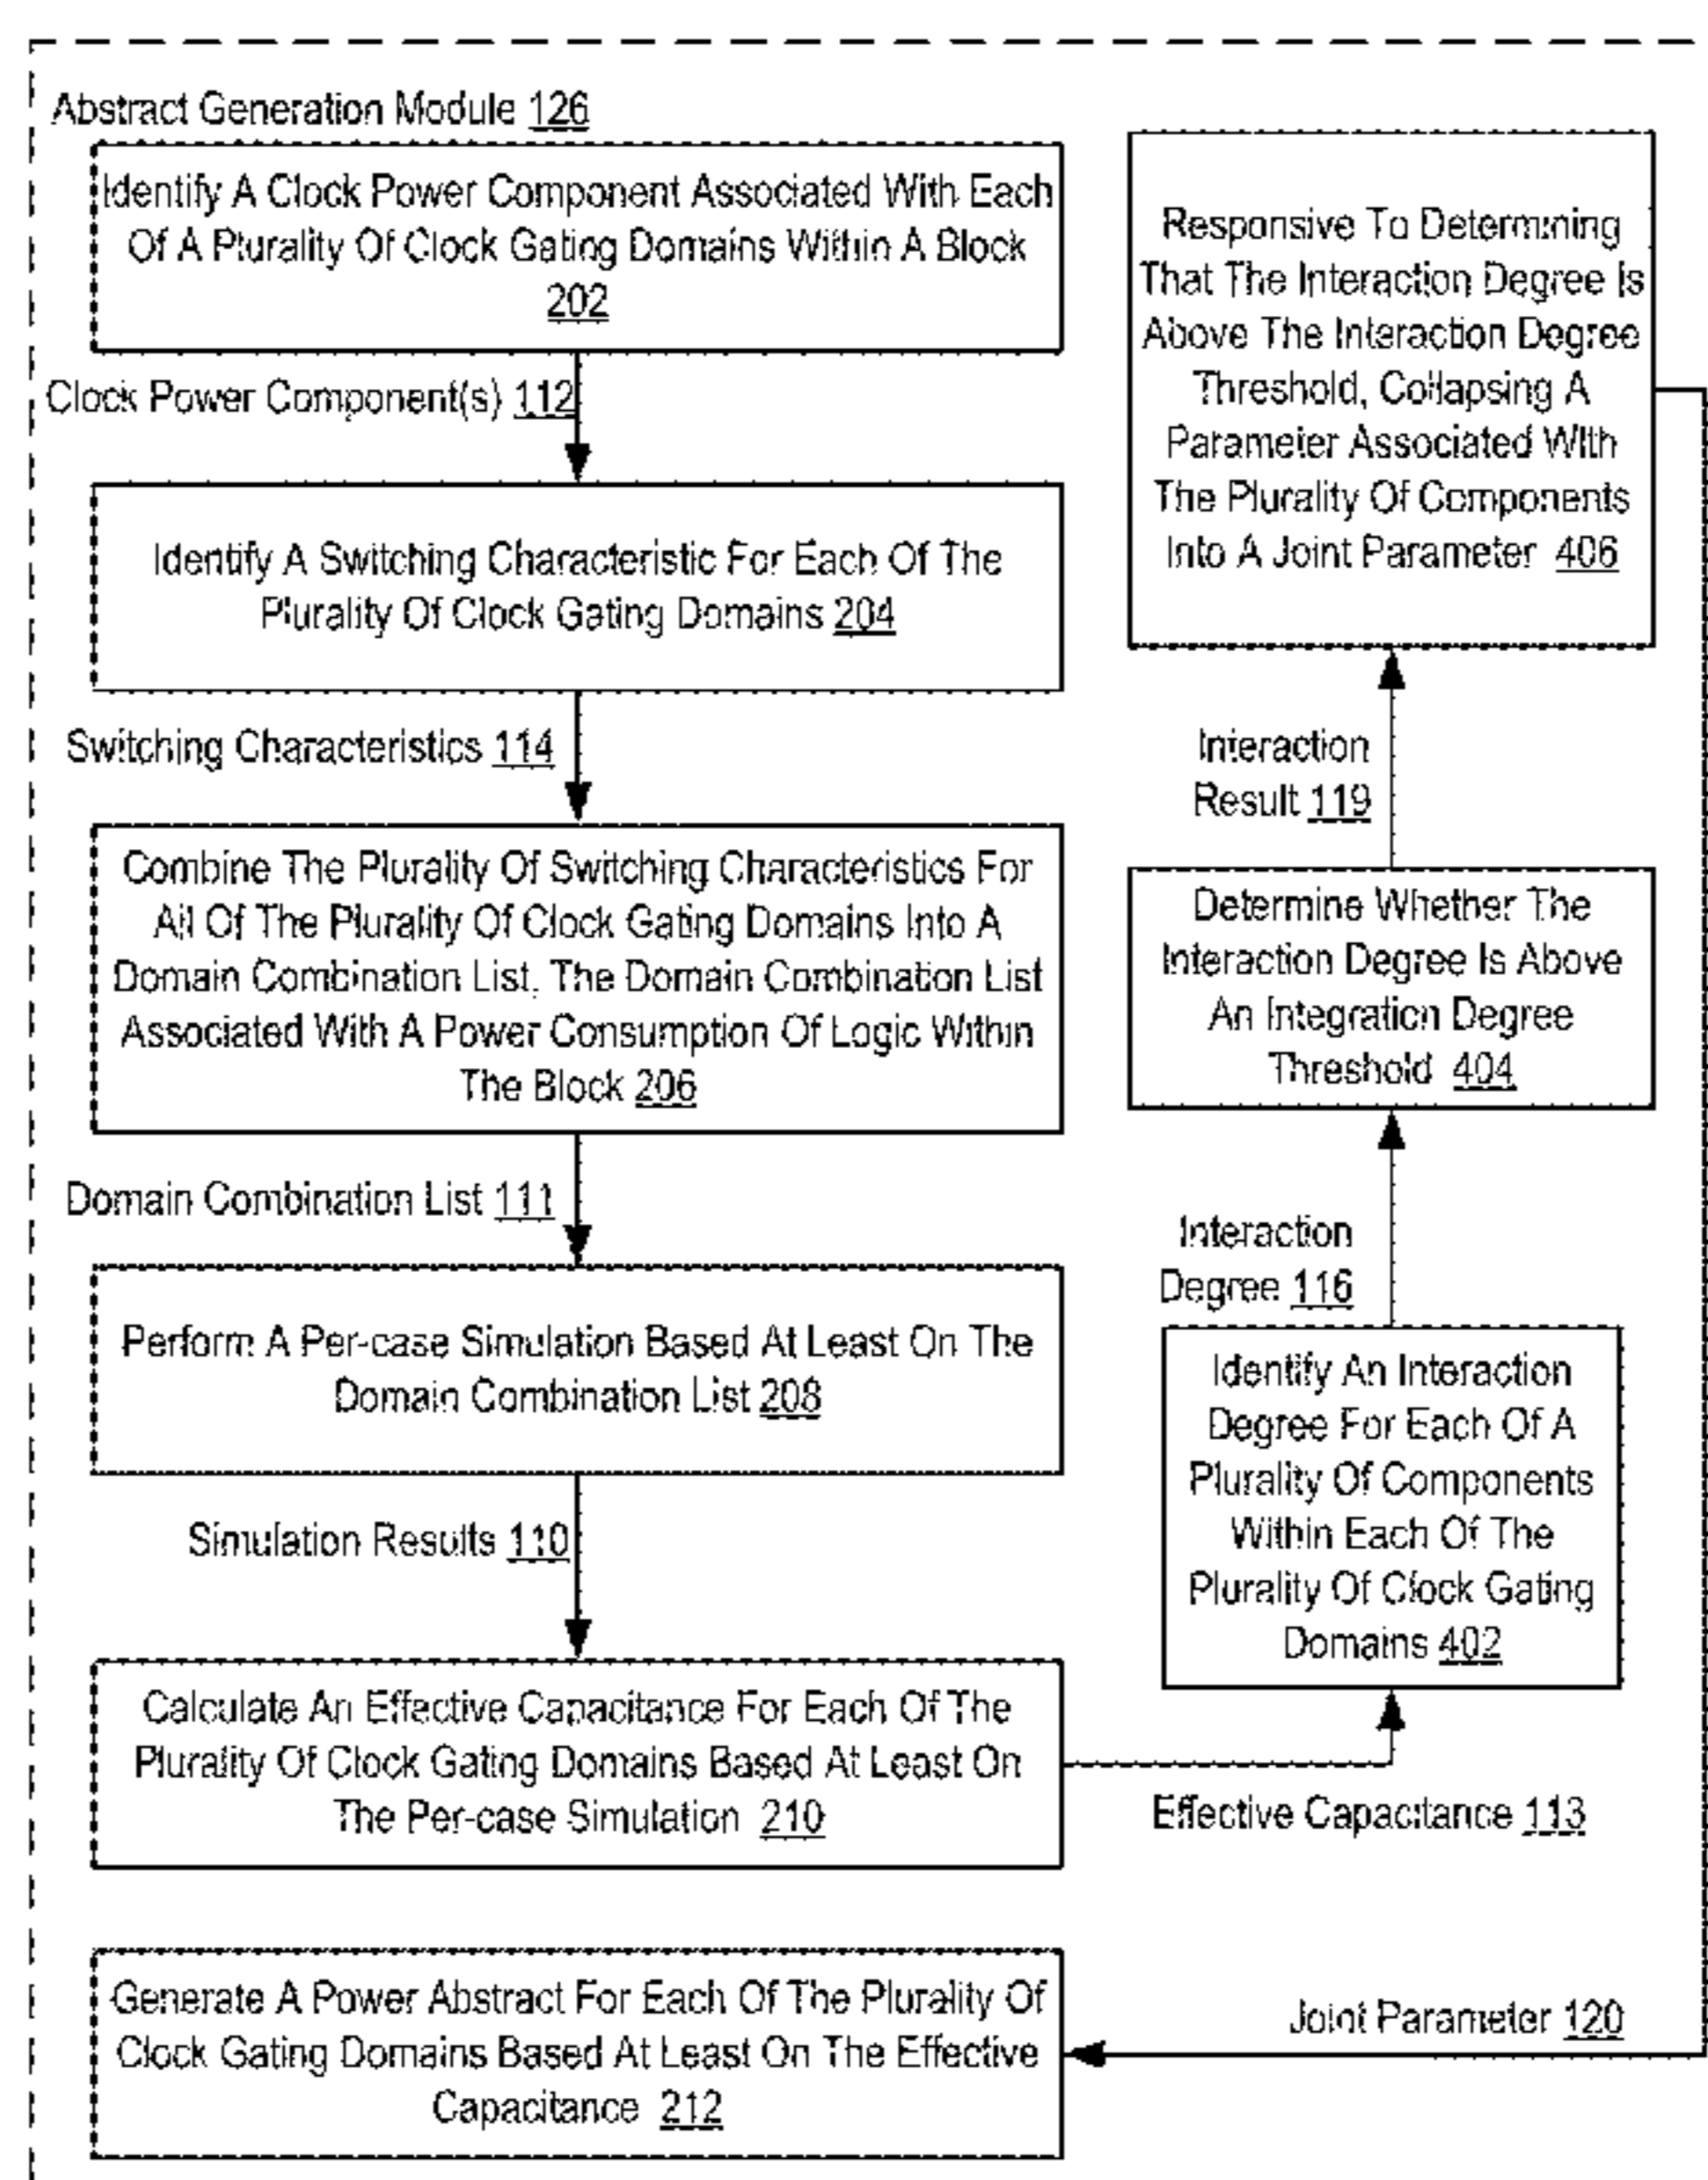 Abstract Generation Module 126
Identify A Clock Power Component Associated With Each
Of A Plurality Of Clock Gating Domains Within A Block
202
Clock Power Component(s) 112
Identify A Switching Characteristic For Each Of The
Plurality Of Clock Gating Domains 204
Switching Characteristics 114
Combine The Plurality Of Switching Characteristics For
All Of The Plurality Of Clock Gating Domains Into A
Domain Combination List, The Domain Combination List
Associated With A Power Consumption Of Logic Within
The Block 206
Domain Combination List 111
Perform A Per-case Simulation Based At Least On The
Domain Combination List 208
Simulation Results 110
Calculate An Effective Capacitance For Each Of The
Plurality Of Clock Gating Domains Based At Least On
The Per-case Simulation 210
Effective Capacitance 113
Identify An Interaction
Degree For Each Of A
Plurality Of Components
Within Each Of The
Plurality Of Clock Gating
Domains 402
Interaction
Degree 116
Determine Whether The
Interaction Degree Is Above
An Integration Degree
Threshold 404
Interaction
Result 119
Responsive To Determining
That The Interaction Degree Is
Above The Interaction Degree
Threshold, Collapsing A
Parameter Associated With
The Plurality Of Components
Into A Joint Parameter 406
Joint Parameter 120
Generate A Power Abstract For Each Of The Plurality Of
Clock Gating Domains Based At Least On The Effective
Capacitance 212